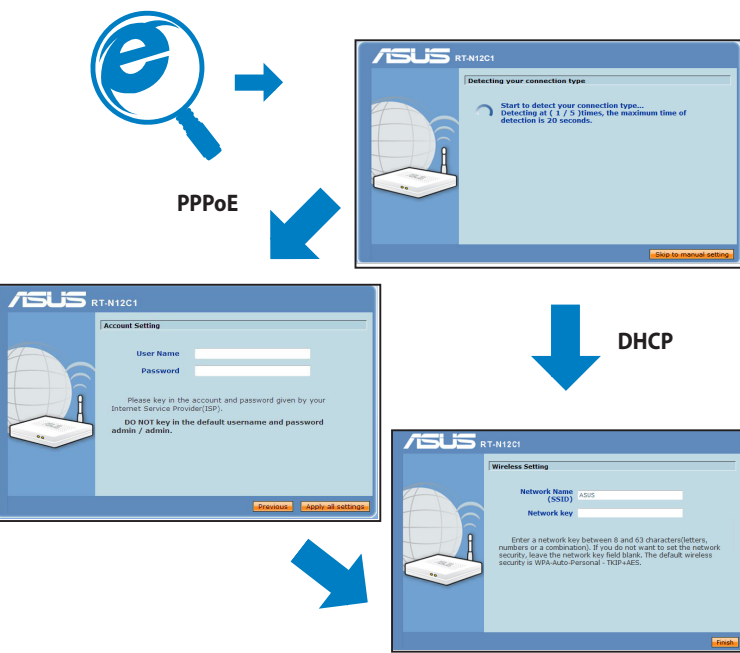 ASUS RT-N12C1
Detecting your connection type
Start to detect your connection type...
Detecting at ( 1 / 5 )times, the maximum time of
detection is 20 seconds.
Skip to manual setting
PPPoE
ASUS RT-N12C1
Account Setting
User Name
Password
Please key in the account and password given by your
Internet Service Provider(ISP).
DO NOT key in the default username and password
admin / admin.
Previous Apply all settings
DHCP
ASUS RT-N12C1
Wireless Setting
Network Name
(SSID) ASUS
Network key
Enter a network key between 8 and 63 characters(letters,
numbers or a combination). If you do not want to set the network
security, leave the network key field blank. The default wireless
security is WPA-Auto-Personal - TKIP+AES.
Finish